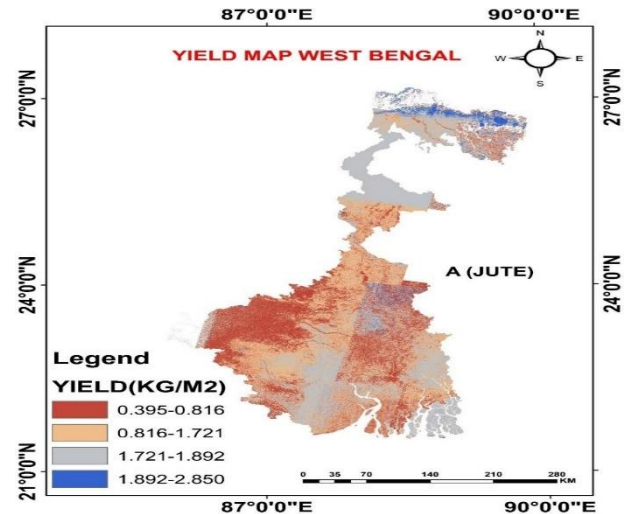 87°0'0"E 90°0'0"E
YIELD MAP WEST BENGAL
N
W E
S
27°0'0"N 27°0'0"N
A (JUTE)
24°0'0"N 24°0'0"N
Legend
YIELD(KG/M2)
0.395-0.816
0.816-1.721
1.721-1.892
1.892-2.850
21°0'0"N 21°0'0"N
0 35 70 140 210 280
KM
87°0'0"E 90°0'0"E